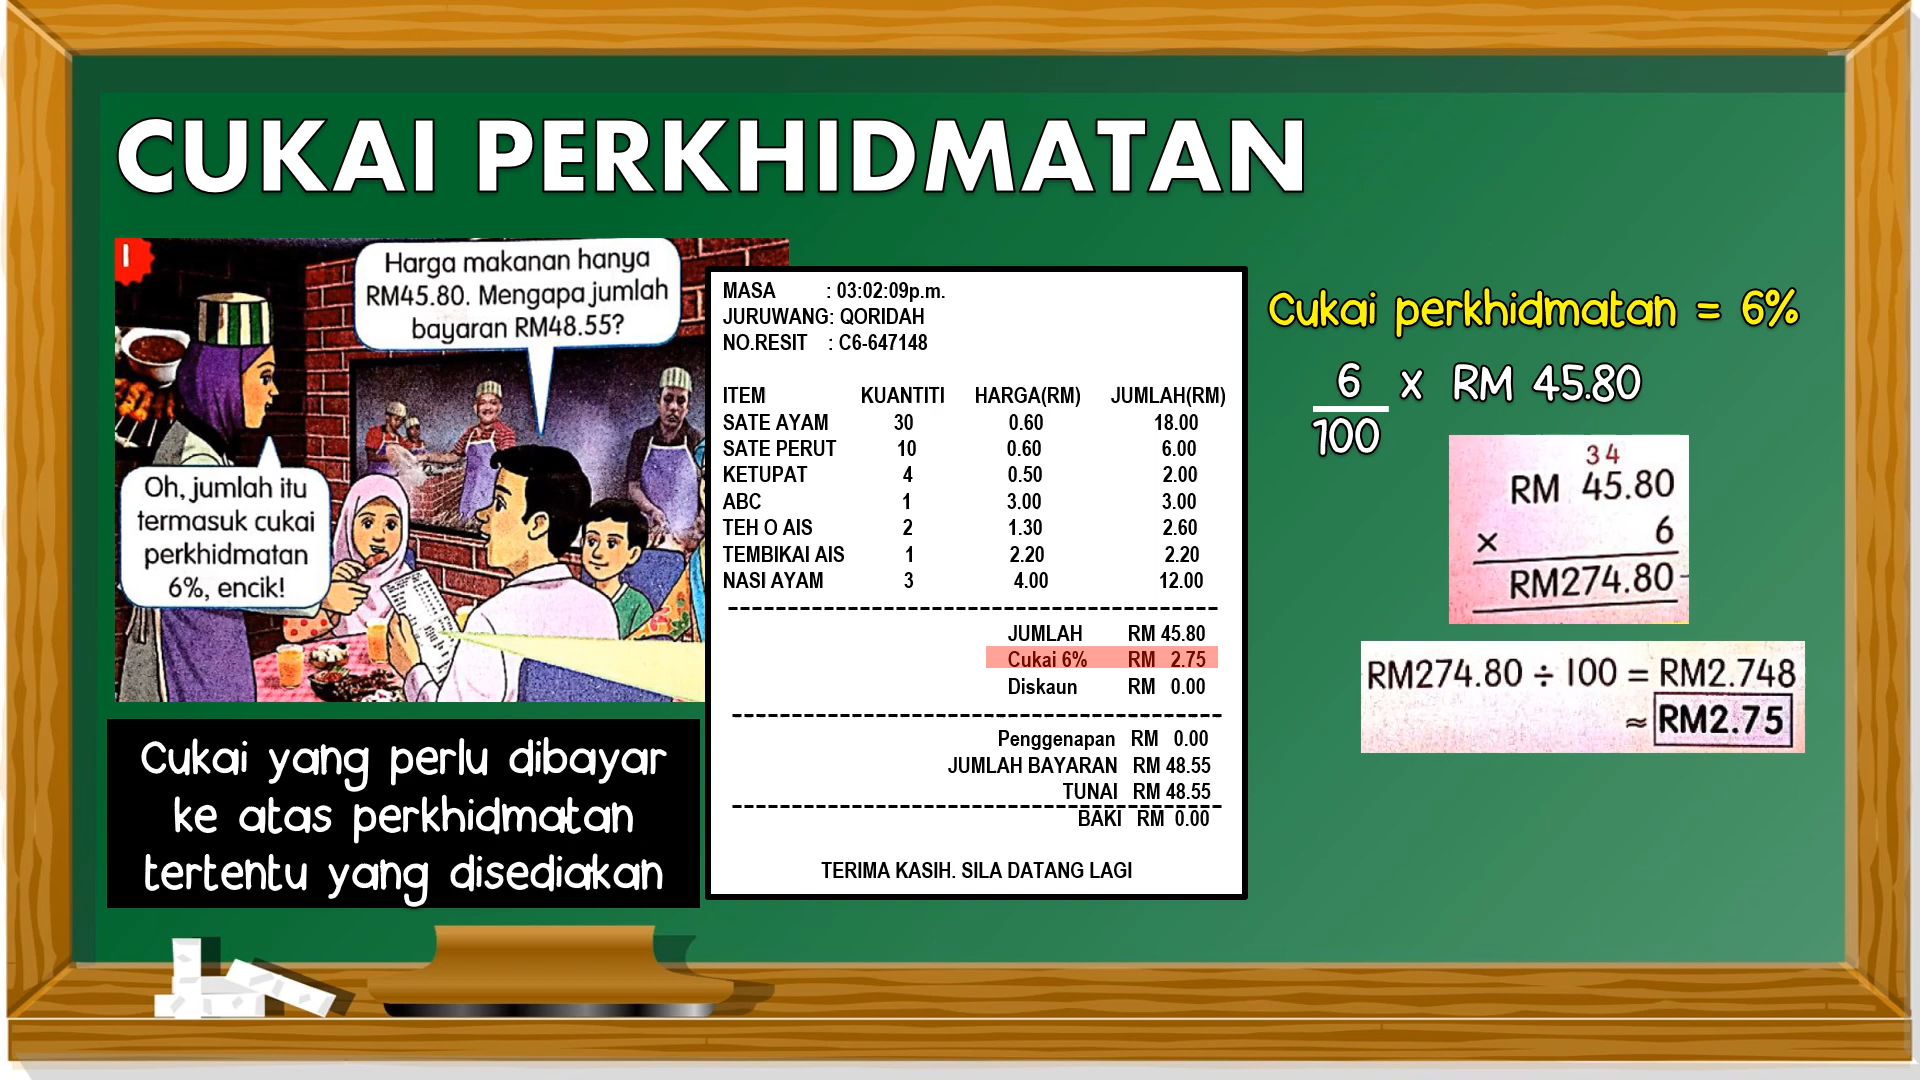 CUKAI PERKHIDMATAN
1
Harga makanan hanya
RM45.80. Mengapa jumlah
bayaran RM48.55?
Oh, jumlah itu
termasuk cukai
perkhidmatan
6%, encik!
Cukai yang perlu dibayar
ke atas perkhidmatan
tertentu yang disediakan
MASA : 03:02:09p.m.
JURUWANG: QORIDAH
NO.RESIT : C6-647148
ITEM KUANTITI HARGA(RM) JUMLAH(RM)
SATE AYAM 30 0.60 18.00
SATE PERUT 10 0.60 6.00
KETUPAT 4 0.50 2.00
ABC 1 3.00 3.00
TEH O AIS 2 1.30 2.60
TEMBIKAI AIS 1 2.20 2.20
NASI AYAM 3 4.00 12.00
JUMLAH RM 45.80
Cukai 6% RM 2.75
Diskaun RM 0.00
Penggenapan RM 0.00
JUMLAH BAYARAN RM 48.55
TUNAI RM 48.55
BAKI RM 0.00
TERIMA KASIH. SILA DATANG LAGI
Cukai perkhidmatan = 6%
6 x RM 45.80
100
3 4
RM 45.80
× 6
RM274.80
RM274.80 ÷ 100 = RM2.748
≈ RM2.75